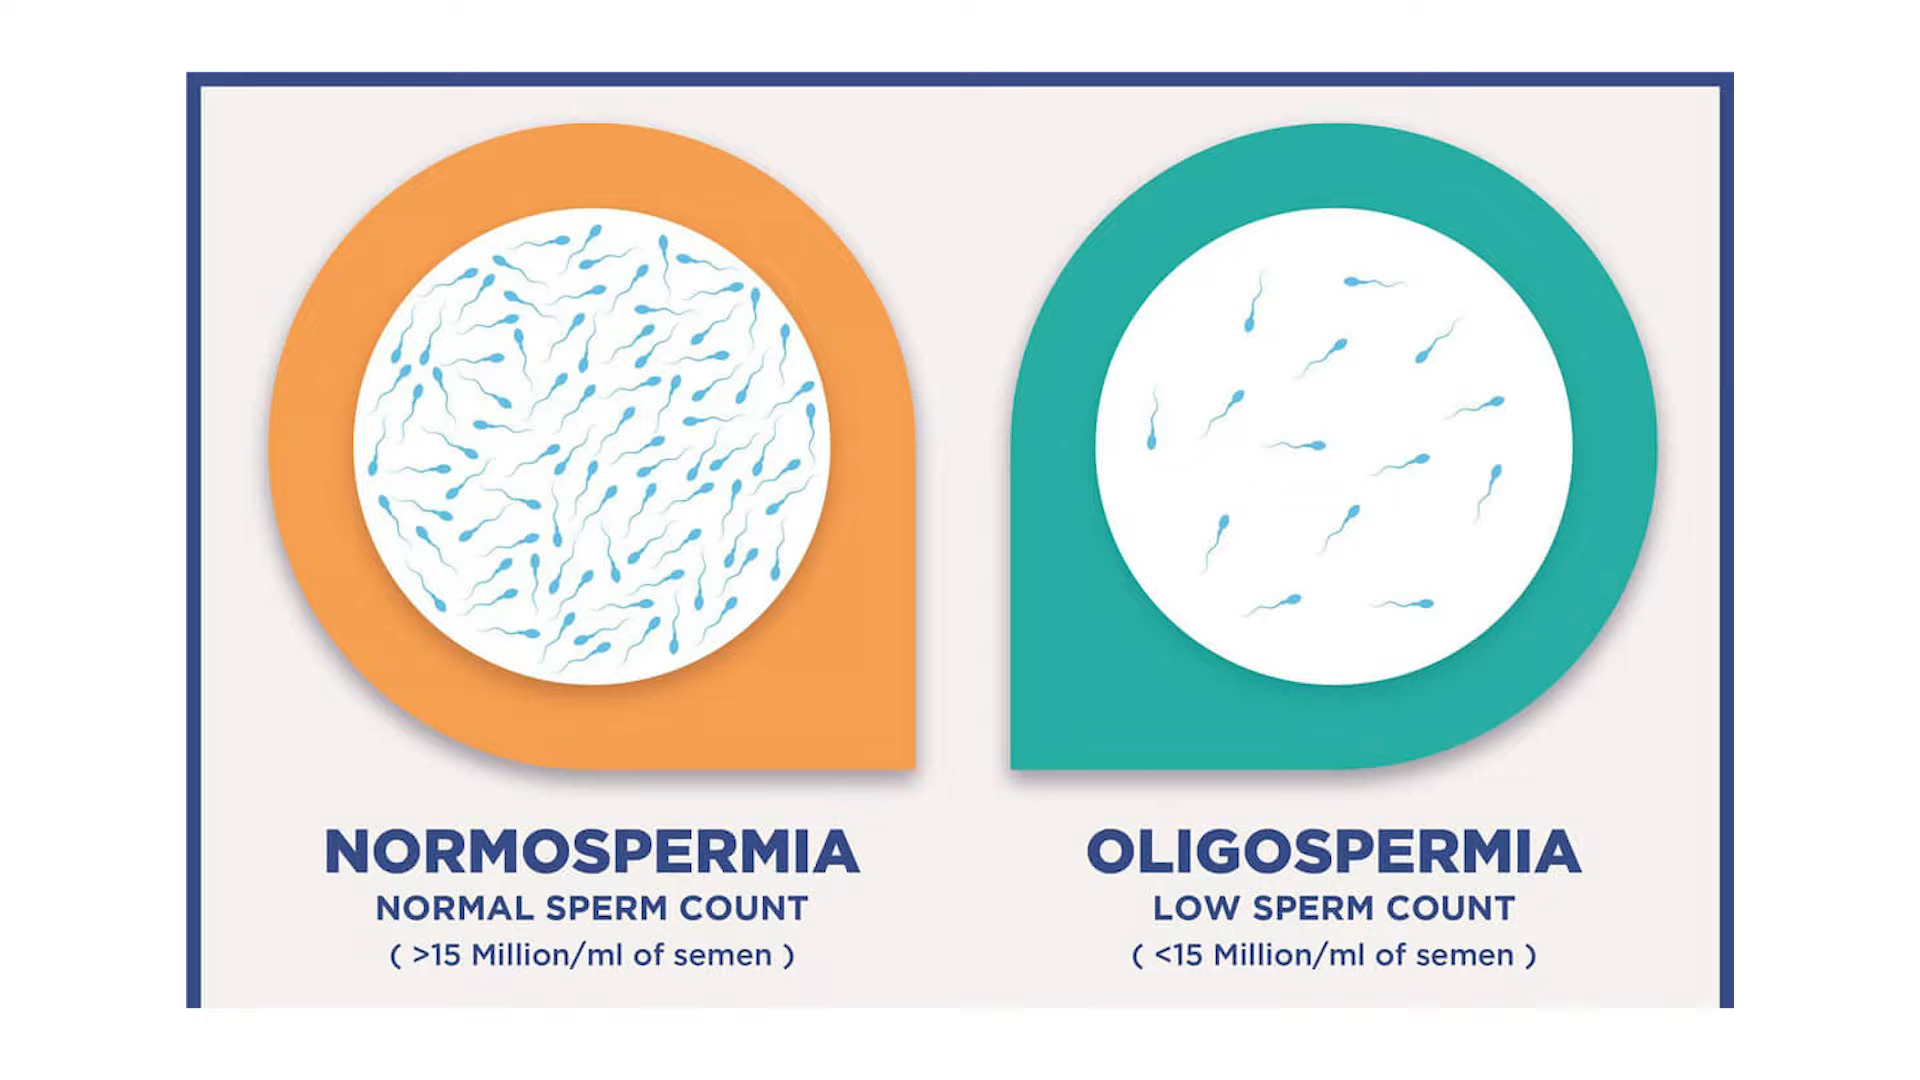 NORMOSPERMIA
NORMAL SPERM COUNT
( >15 Million/ml of semen )
OLIGOSPERMIA
LOW SPERM COUNT
( <15 Million/ml of semen )